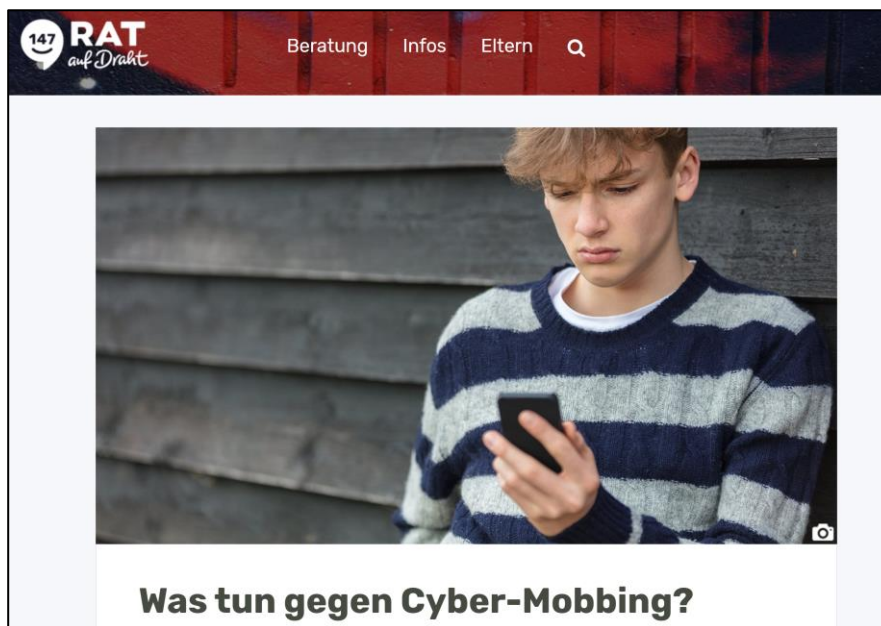 147 RAT
auf Draht
Beratung Infos Eltern
Was tun gegen Cyber-Mobbing?